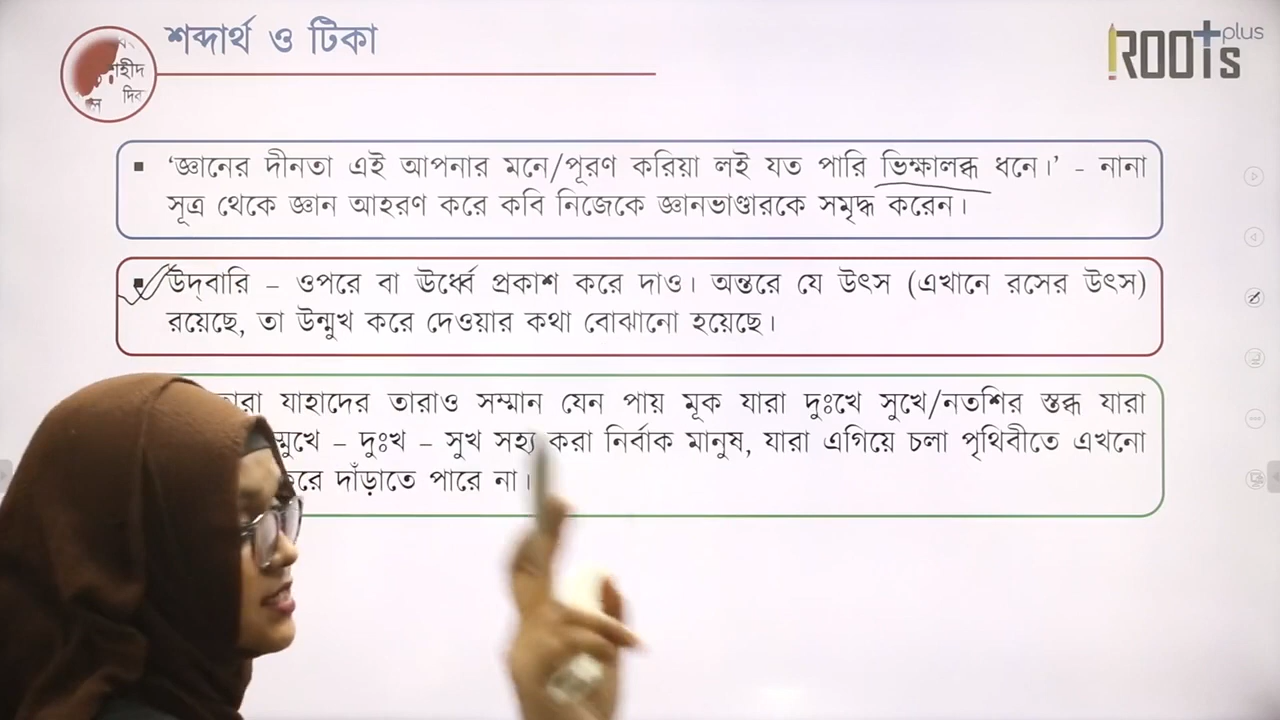 শব্দার্থ ও টিকা
ROOTs plus
শহীদ
দিব
‘জ্ঞানের দীনতা এই আপনার মনে/পূরণ করিয়া লই যত পারি ভিক্ষালব্ধ ধনে।’ - নানা
সূত্র থেকে জ্ঞান আহরণ করে কবি নিজেকে জ্ঞানভাণ্ডারকে সমৃদ্ধ করেন।
উদ্‌বারি – ওপরে বা ঊর্ধ্বে প্রকাশ করে দাও। অন্তরে যে উৎস (এখানে রসের উৎস)
রয়েছে, তা উন্মুখ করে দেওয়ার কথা বোঝানো হয়েছে।
যাহাদের তারাও সম্মান যেন পায় মূক যারা দুঃখে সুখে/নতশির স্তব্ধ যারা
– দুঃখ – সুখ সহ্য করা নির্বাক মানুষ, যারা এগিয়ে চলা পৃথিবীতে এখনো
দাঁড়াতে পারে না।